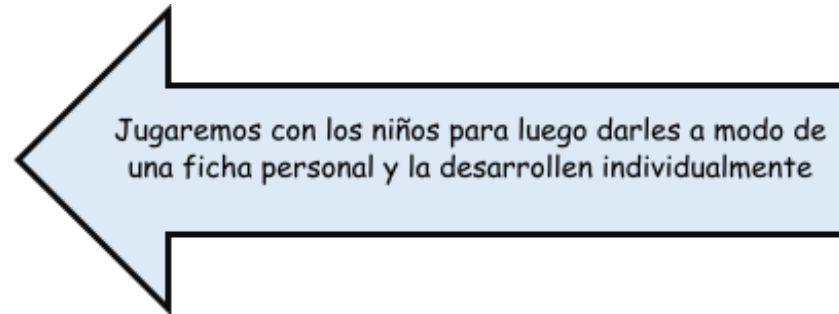 Jugaremos con los niños para luego darles a modo de
una ficha personal y la desarrollen individualmente